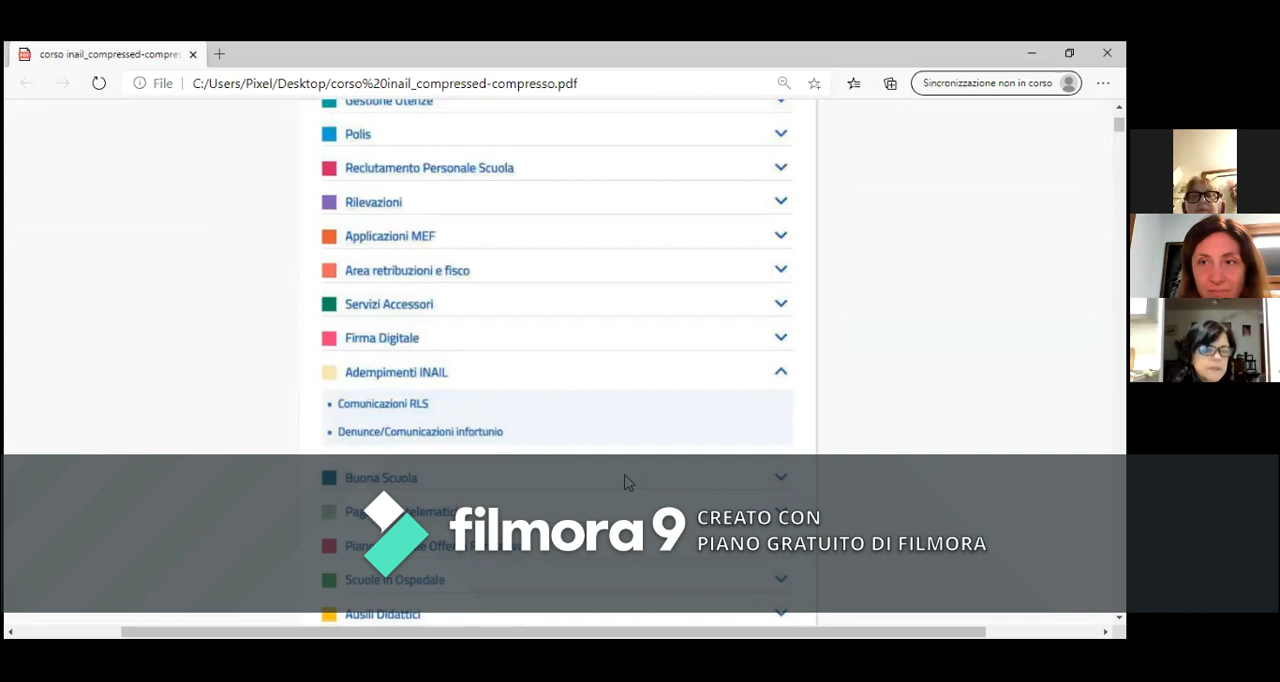 corso inail_compressed-compre
File
C:/Users/Pixel/Desktop/corso%20inail_compressed-compresso.pdf
Sincronizzazione non in corso
Gestione Utenze
Polis
Reclutamento Personale Scuola
Rilevazioni
Applicazioni MEF
Area retribuzioni e fisco
Servizi Accessori
Firma Digitale
Adempimenti INAIL
• Comunicazioni RLS
• Denunce/Comunicazioni infortunio
Buona Scuola
filmora 9
CREATO CON
PIANO GRATUITO DI FILMORA
Scuole in Ospedale
Ausili Didattici